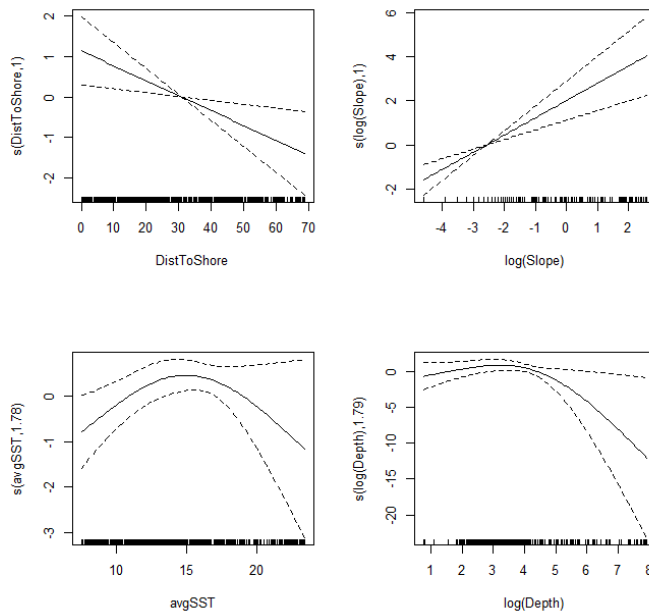 s(DistToShore,1)
2
1
0
-1
-2
0 10 20 30 40 50 60 70
DistToShore
s(log(Slope),1)
6
4
2
0
-2
-4 -3 -2 -1 0 1 2
log(Slope)
s(avgSST,1.78)
0
-1
-2
-3
10 15 20
avgSST
s(log(Depth),1.79)
0
-5
-10
-15
-20
1 2 3 4 5 6 7 8
log(Depth)